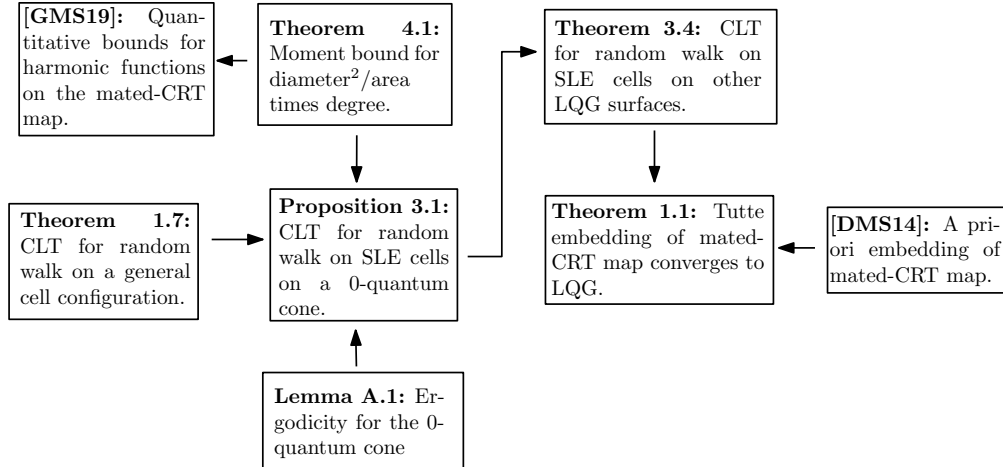 [GMS19]: Quan-
titative bounds for
harmonic functions
on the mated-CRT
map.
Theorem 4.1:
Moment bound for
diameter²/area
times degree.
Theorem 3.4: CLT
for random walk on
SLE cells on other
LQG surfaces.
Theorem 1.7:
CLT for random
walk on a general
cell configuration.
Proposition 3.1:
CLT for random
walk on SLE cells
on a 0-quantum
cone.
Theorem 1.1: Tutte
embedding of mated-
CRT map converges to
LQG.
[DMS14]: A pri-
ori embedding of
mated-CRT map.
Lemma A.1: Er-
godicity for the 0-
quantum cone